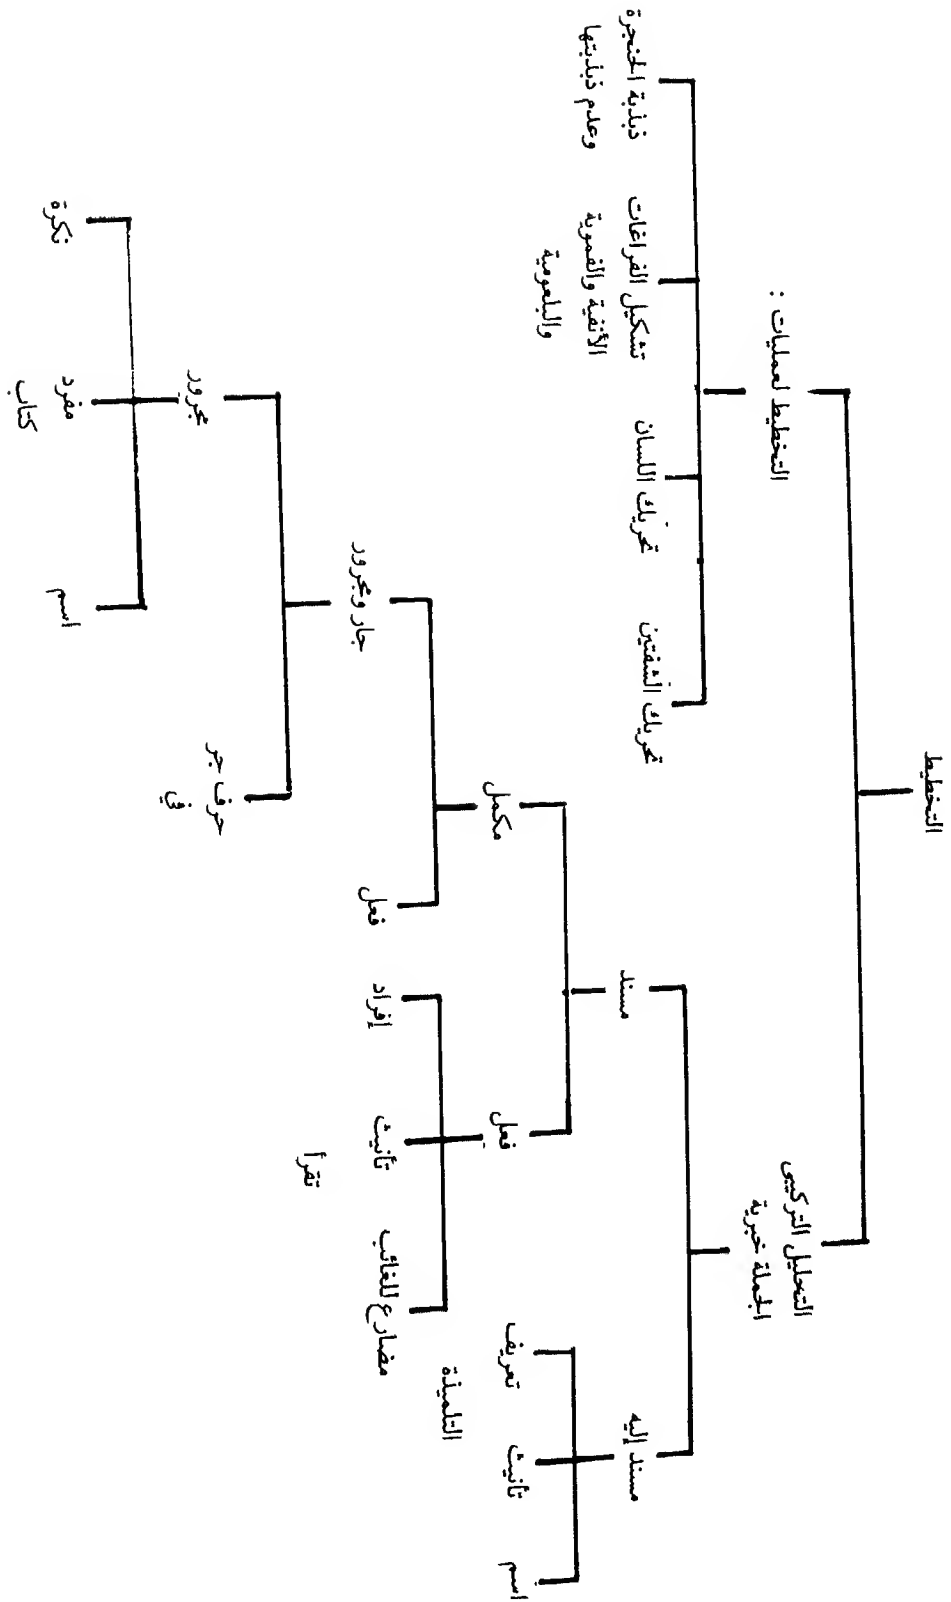 التخطيط
التحليل التركيبى
الجملة خبرية
التخطيط لعمليات :
مسند إليه
مسند
تحريك الشفتين
تحريك اللسان
تشكيل الفراغات
الأنفية والفموية
والبلعومية
ذبذبة الحنجرة
وعدم ذبذبتها
اسم
تأنيث
تعريف
التلميذة
فعل
مكمل
مضارع للغائب
تأنيث
إفراد
تقرأ
فعل
جار ومجرور
حرف جر
في
مجرور
اسم
مفرد
كتاب
نكرة